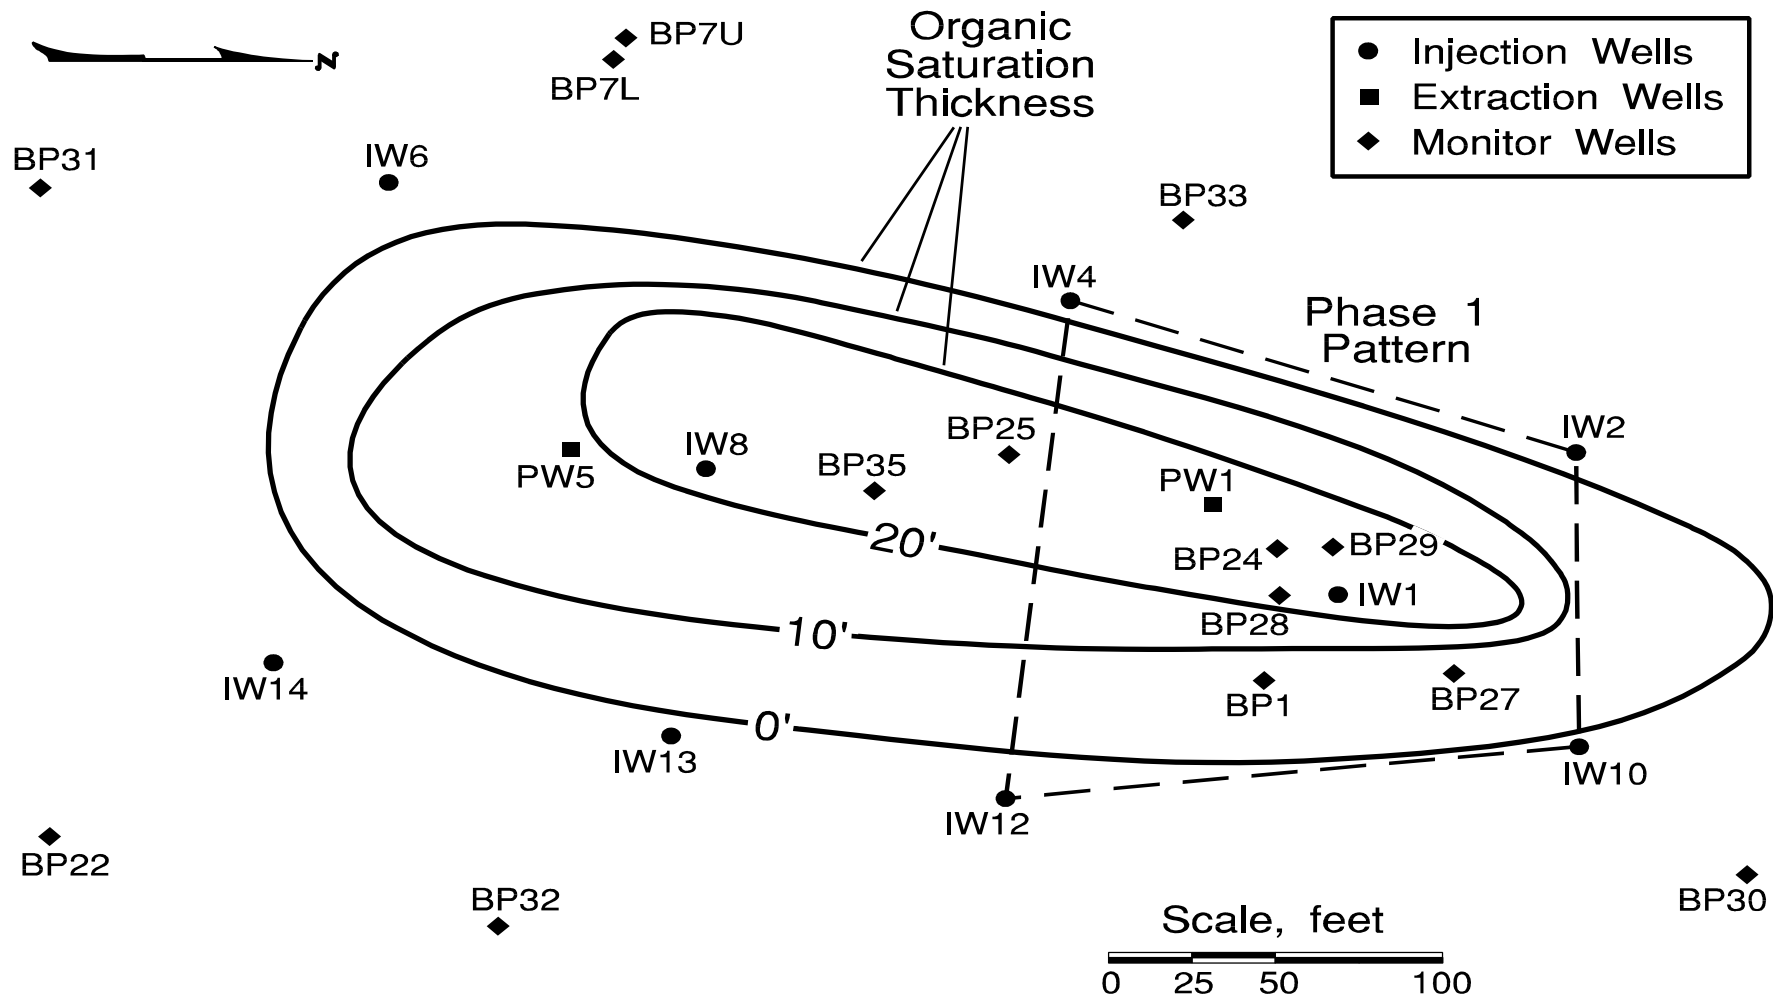 N
BP7U
BP7L
Organic
Saturation
Thickness
Injection Wells
Extraction Wells
Monitor Wells
BP31
IW6
BP33
IW4
Phase 1
Pattern
IW2
BP25
IW8
BP35
PW5
PW1
20'
BP24
BP29
IW1
BP28
10'
IW14
BP1
BP27
0'
IW13
IW10
IW12
BP22
BP32
BP30
Scale, feet
0 25 50 100